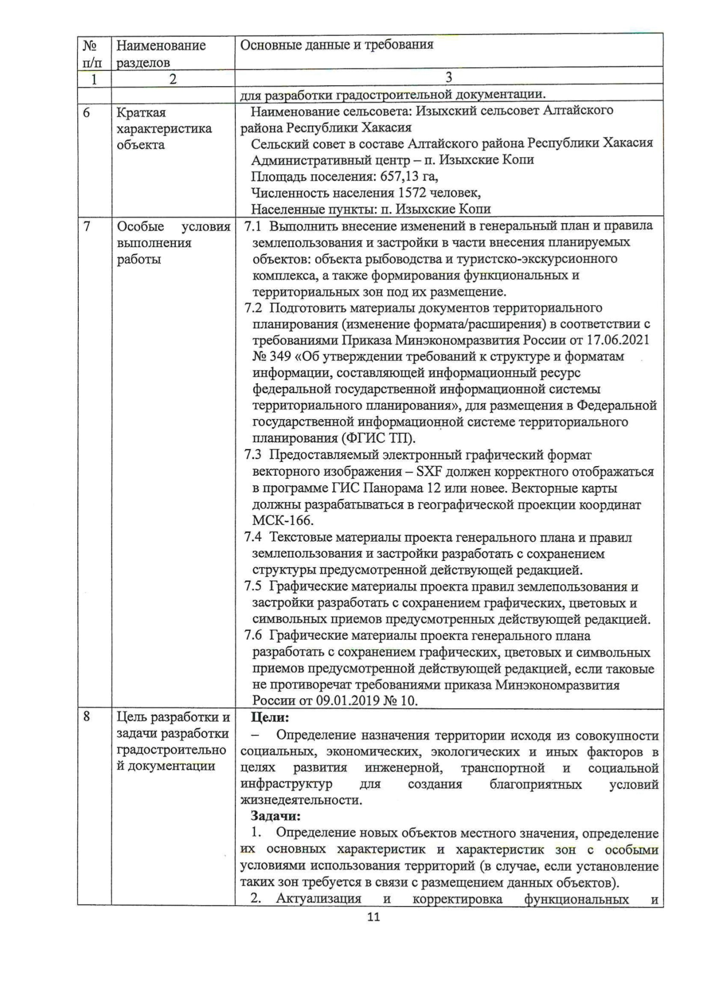 № Наименование Основные данные и требования
п/п разделов
1 2 3
для разработки градостроительной документации.
6 Краткая Наименование сельсовета: Изыхский сельсовет Алтайского
характеристика района Республики Хакасия
объекта Сельский совет в составе Алтайского района Республики Хакасия
Административный центр – п. Изыхские Копи
Площадь поселения: 657,13 га,
Численность населения 1572 человек,
Населенные пункты: п. Изыхские Копи
7 Особые условия 7.1 Выполнить внесение изменений в генеральный план и правила
выполнения землепользования и застройки в части внесения планируемых
работы объектов: объекта рыбоводства и туристско-экскурсионного
комплекса, а также формирования функциональных и
территориальных зон под их размещение.
7.2 Подготовить материалы документов территориального
планирования (изменение формата/расширения) в соответствии с
требованиями Приказа Минэкономразвития России от 17.06.2021
№ 349 «Об утверждении требований к структуре и форматам
информации, составляющей информационный ресурс
федеральной государственной информационной системы
территориального планирования», для размещения в Федеральной
государственной информационной системе территориального
планирования (ФГИС ТП).
7.3 Предоставляемый электронный графический формат
векторного изображения – SXF должен корректного отображаться
в программе ГИС Панорама 12 или новее. Векторные карты
должны разрабатываться в географической проекции координат
МСК-166.
7.4 Текстовые материалы проекта генерального плана и правил
землепользования и застройки разработать с сохранением
структуры предусмотренной действующей редакцией.
7.5 Графические материалы проекта правил землепользования и
застройки разработать с сохранением графических, цветовых и
символьных приемов предусмотренных действующей редакцией.
7.6 Графические материалы проекта генерального плана
разработать с сохранением графических, цветовых и символьных
приемов предусмотренной действующей редакцией, если таковые
не противоречат требованиями приказа Минэкономразвития
России от 09.01.2019 № 10.
8 Цель разработки и Цели:
задачи разработки – Определение назначения территории исходя из совокупности
градостроительно социальных, экономических, экологических и иных факторов в
й документации целях развития инженерной, транспортной и социальной
инфраструктур для создания благоприятных условий
жизнедеятельности.
Задачи:
1. Определение новых объектов местного значения, определение
их основных характеристик и характеристик зон с особыми
условиями использования территорий (в случае, если установление
таких зон требуется в связи с размещением данных объектов).
2. Актуализация и корректировка функциональных и
11